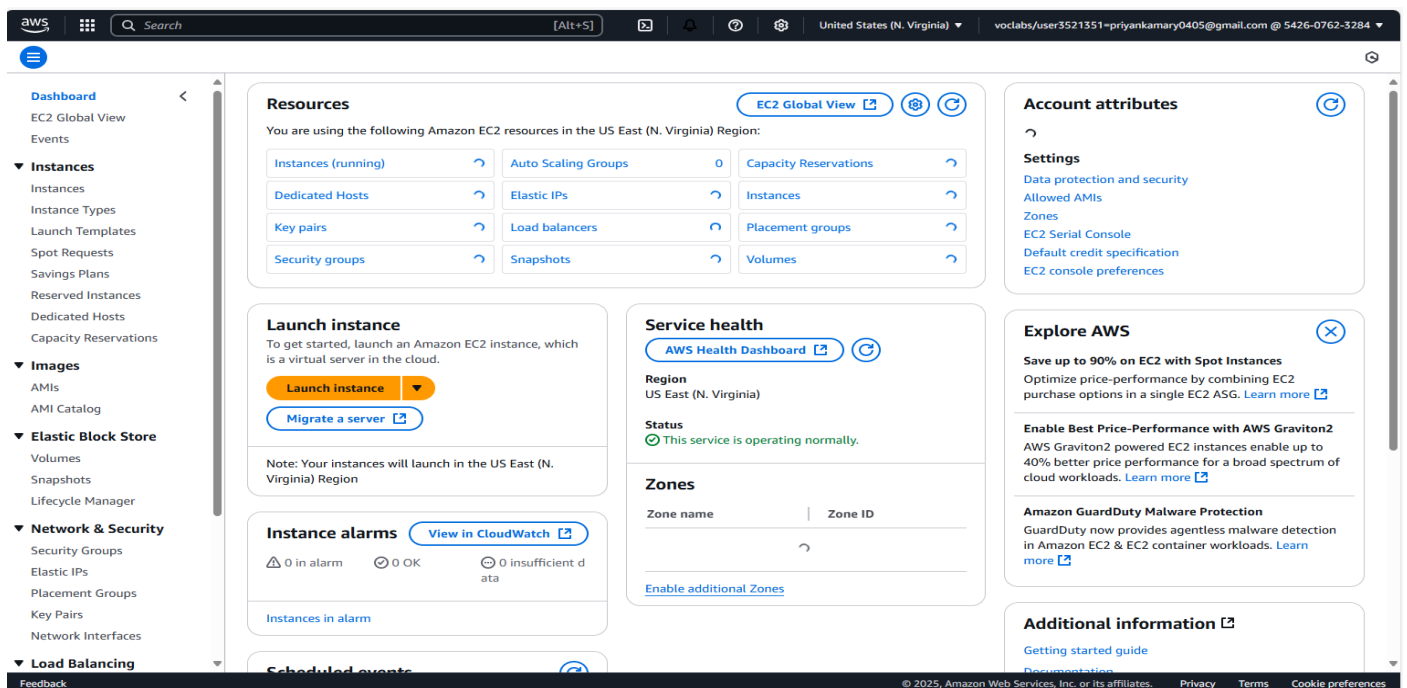 aws
Search
[Alt+S]
United States (N. Virginia)
voclabs/user3521351=priyankamary0405@gmail.com @ 5426-0762-3284
Dashboard
EC2 Global View
Events
Instances
Instances
Instance Types
Launch Templates
Spot Requests
Savings Plans
Reserved Instances
Dedicated Hosts
Capacity Reservations
Images
AMIs
AMI Catalog
Elastic Block Store
Volumes
Snapshots
Lifecycle Manager
Network & Security
Security Groups
Elastic IPs
Placement Groups
Key Pairs
Network Interfaces
Load Balancing
Resources
EC2 Global View
You are using the following Amazon EC2 resources in the US East (N. Virginia) Region:
Instances (running)
Auto Scaling Groups 0
Capacity Reservations
Dedicated Hosts
Elastic IPs
Instances
Key pairs
Load balancers
Placement groups
Security groups
Snapshots
Volumes
Launch instance
To get started, launch an Amazon EC2 instance, which
is a virtual server in the cloud.
Launch instance
Migrate a server
Note: Your instances will launch in the US East (N.
Virginia) Region
Instance alarms
View in CloudWatch
0 in alarm
0 OK
0 insufficient d
ata
Instances in alarm
Scheduled events
Service health
AWS Health Dashboard
Region
US East (N. Virginia)
Status
This service is operating normally.
Zones
Zone name
Zone ID
Enable additional Zones
Account attributes
Settings
Data protection and security
Allowed AMIs
Zones
EC2 Serial Console
Default credit specification
EC2 console preferences
Explore AWS
Save up to 90% on EC2 with Spot Instances
Optimize price-performance by combining EC2
purchase options in a single EC2 ASG. Learn more
Enable Best Price-Performance with AWS Graviton2
AWS Graviton2 powered EC2 instances enable up to
40% better price performance for a broad spectrum of
cloud workloads. Learn more
Amazon GuardDuty Malware Protection
GuardDuty now provides agentless malware detection
in Amazon EC2 & EC2 container workloads. Learn
more
Additional information
Getting started guide
Documentation
Feedback
© 2025, Amazon Web Services, Inc. or its affiliates.
Privacy
Terms
Cookie preferences